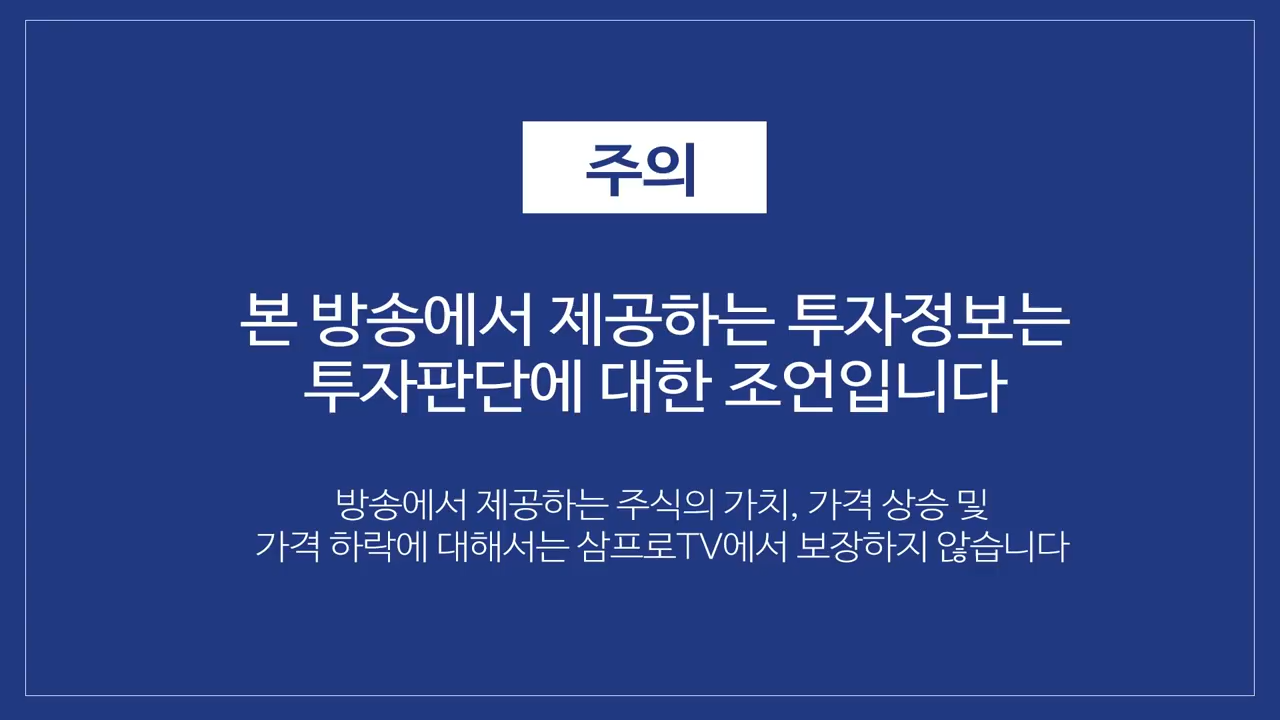 주의
본 방송에서 제공하는 투자정보는
투자판단에 대한 조언입니다
방송에서 제공하는 주식의 가치, 가격 상승 및
가격 하락에 대해서는 삼프로TV에서 보장하지 않습니다